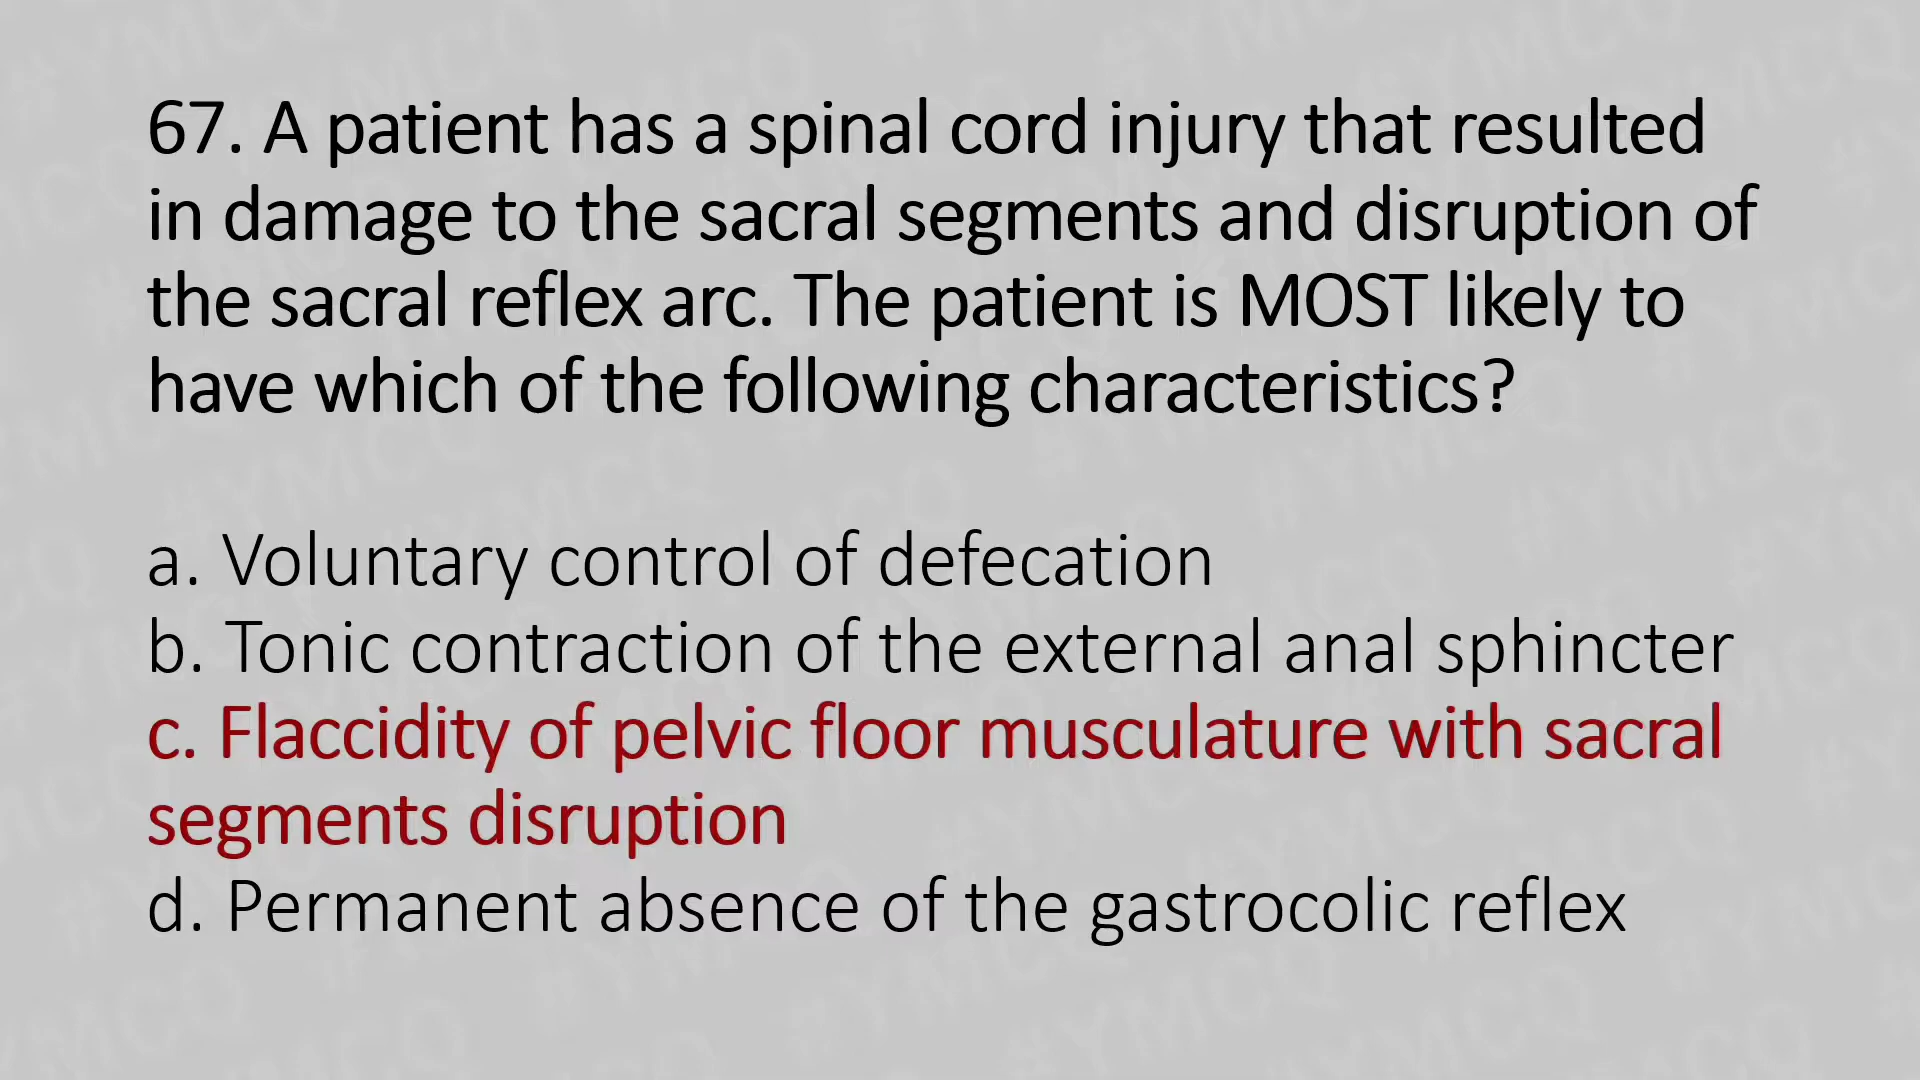 67. A patient has a spinal cord injury that resulted
in damage to the sacral segments and disruption of
the sacral reflex arc. The patient is MOST likely to
have which of the following characteristics?
a. Voluntary control of defecation
b. Tonic contraction of the external anal sphincter
c. Flaccidity of pelvic floor musculature with sacral
segments disruption
d. Permanent absence of the gastrocolic reflex
#YMCQ